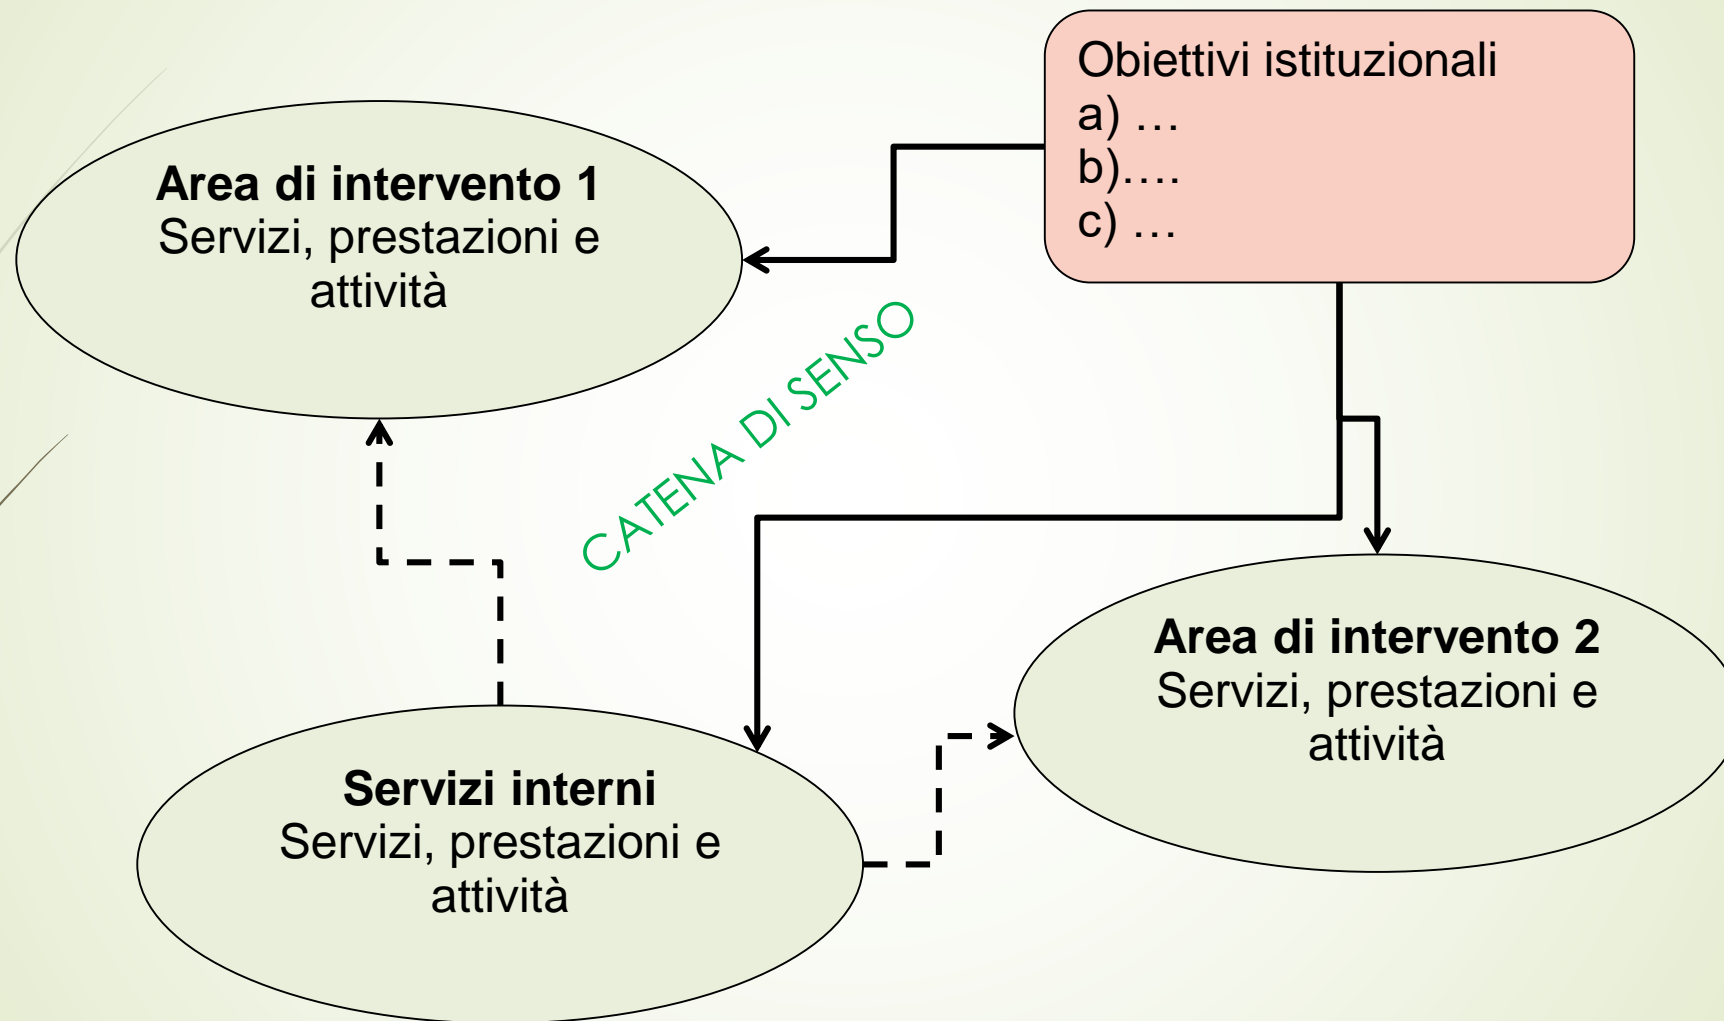 Obiettivi istituzionali
a) …
b)….
c) …
Area di intervento 1
Servizi, prestazioni e
attività
CATENA DI SENSO
Area di intervento 2
Servizi, prestazioni e
attività
Servizi interni
Servizi, prestazioni e
attività